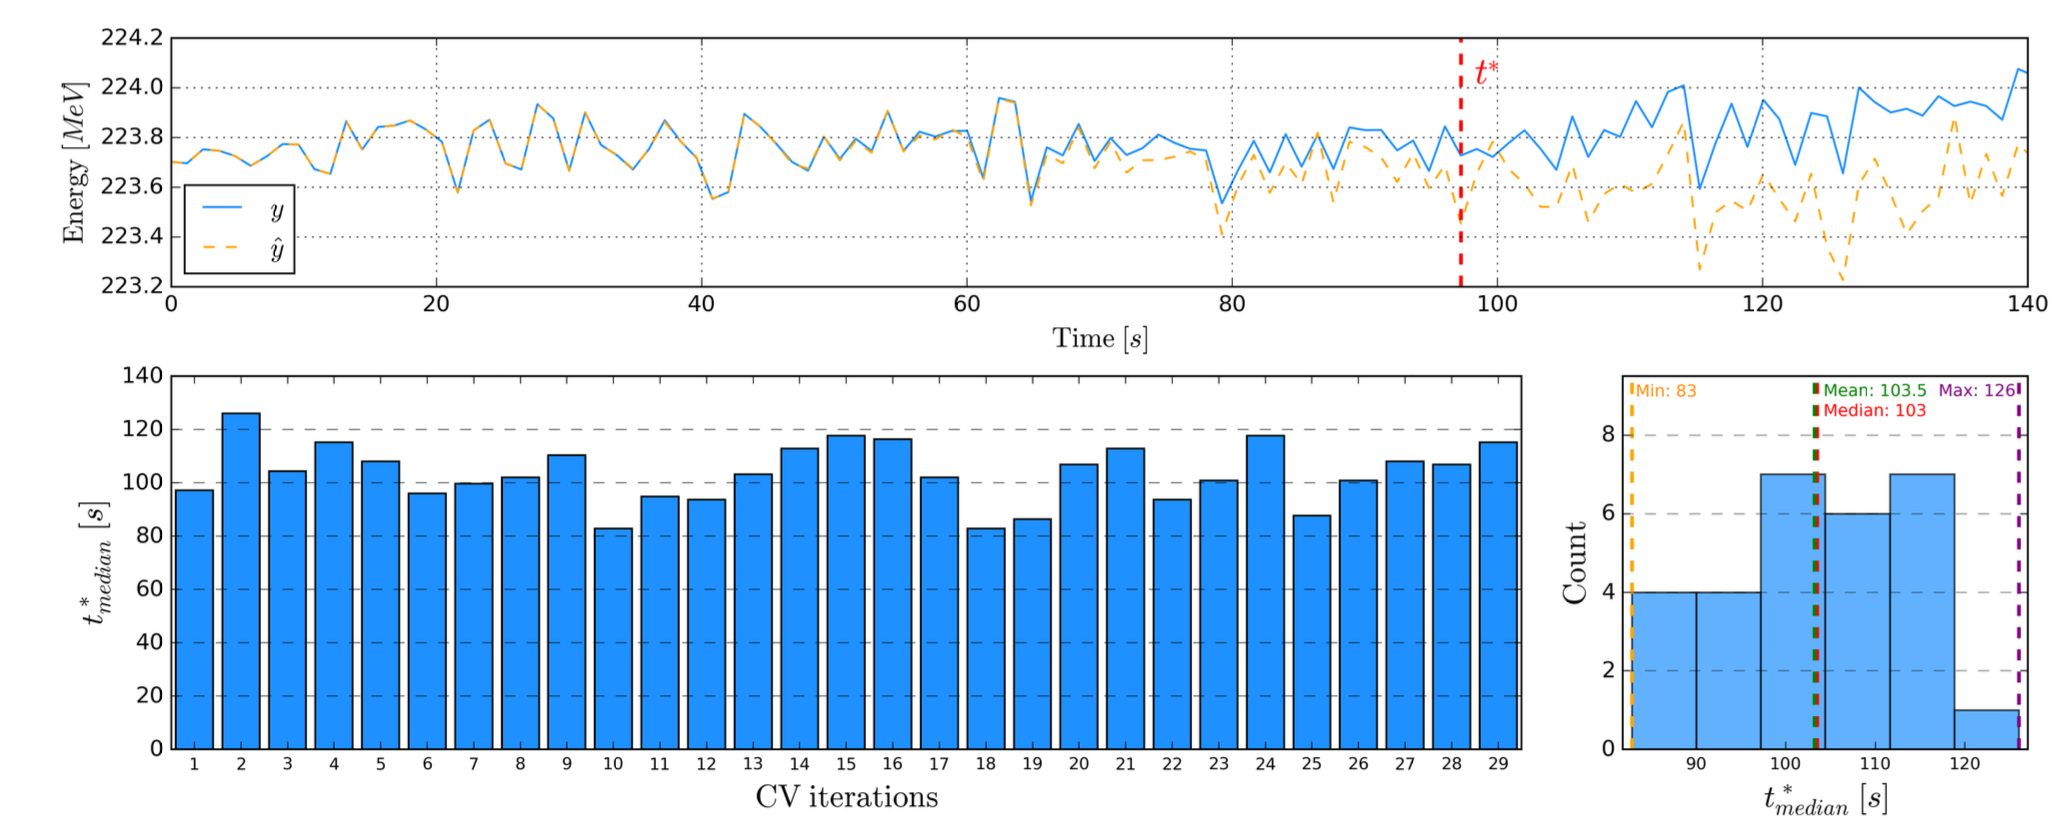 224.2
224.0
223.8
223.6
223.4
223.2
Energy [MeV]
y
ŷ
t*
0 20 40 60 80 100 120 140
Time [s]
140
120
100
80
60
40
20
0
t*median [s]
1 2 3 4 5 6 7 8 9 10 11 12 13 14 15 16 17 18 19 20 21 22 23 24 25 26 27 28 29
CV iterations
Min: 83 Mean: 103.5 Max: 126
Median: 103
8
6
4
2
0
Count
90 100 110 120
t*median [s]